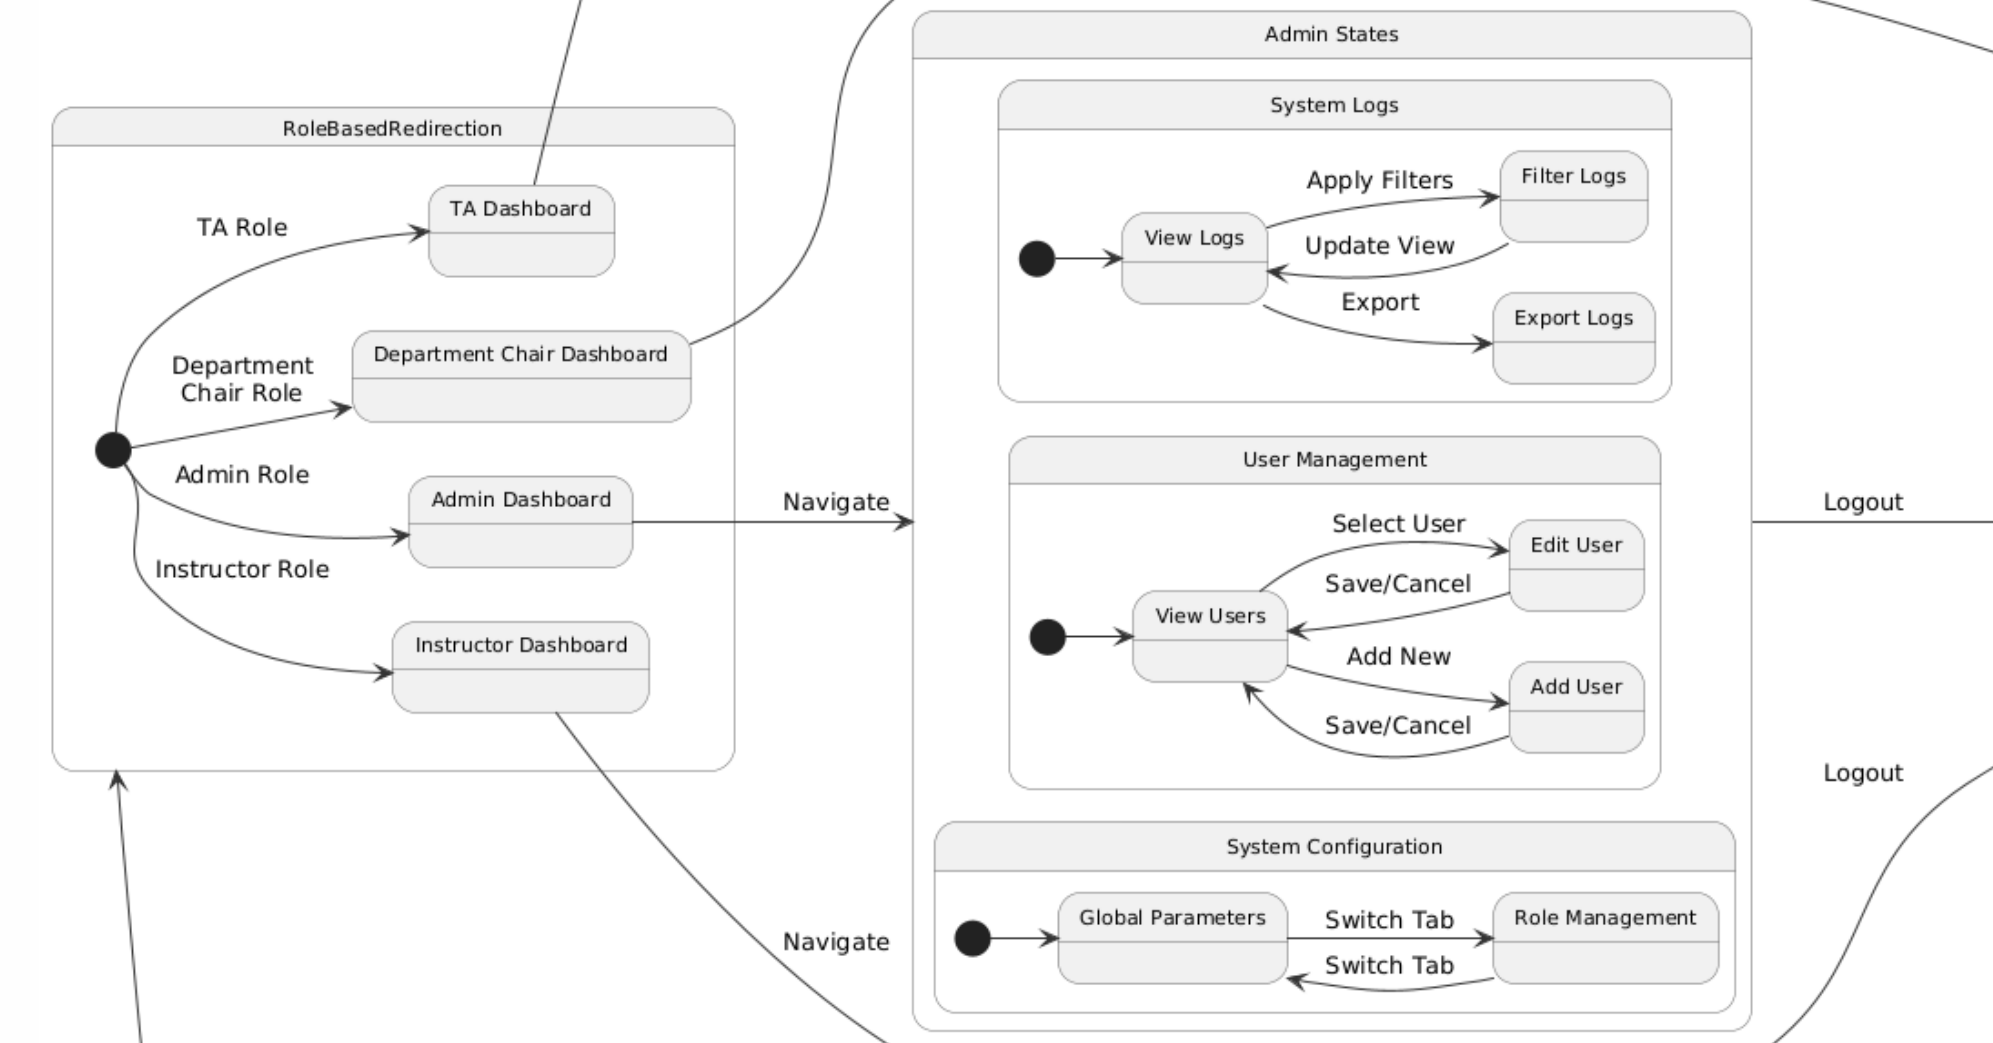 RoleBasedRedirection
TA Role
TA Dashboard
Department
Chair Role
Department Chair Dashboard
Admin Role
Admin Dashboard
Instructor Role
Instructor Dashboard
Navigate
Navigate
Admin States
System Logs
View Logs
Apply Filters
Filter Logs
Update View
Export
Export Logs
User Management
View Users
Select User
Edit User
Save/Cancel
Add New
Add User
Save/Cancel
System Configuration
Global Parameters
Switch Tab
Role Management
Switch Tab
Logout
Logout